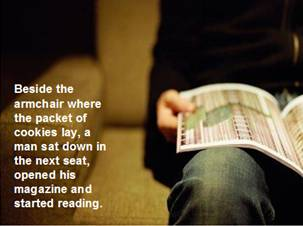 Beside the
armchair where
the packet of
cookies lay, a
man sat down in
the next seat,
opened his
magazine and
started reading.